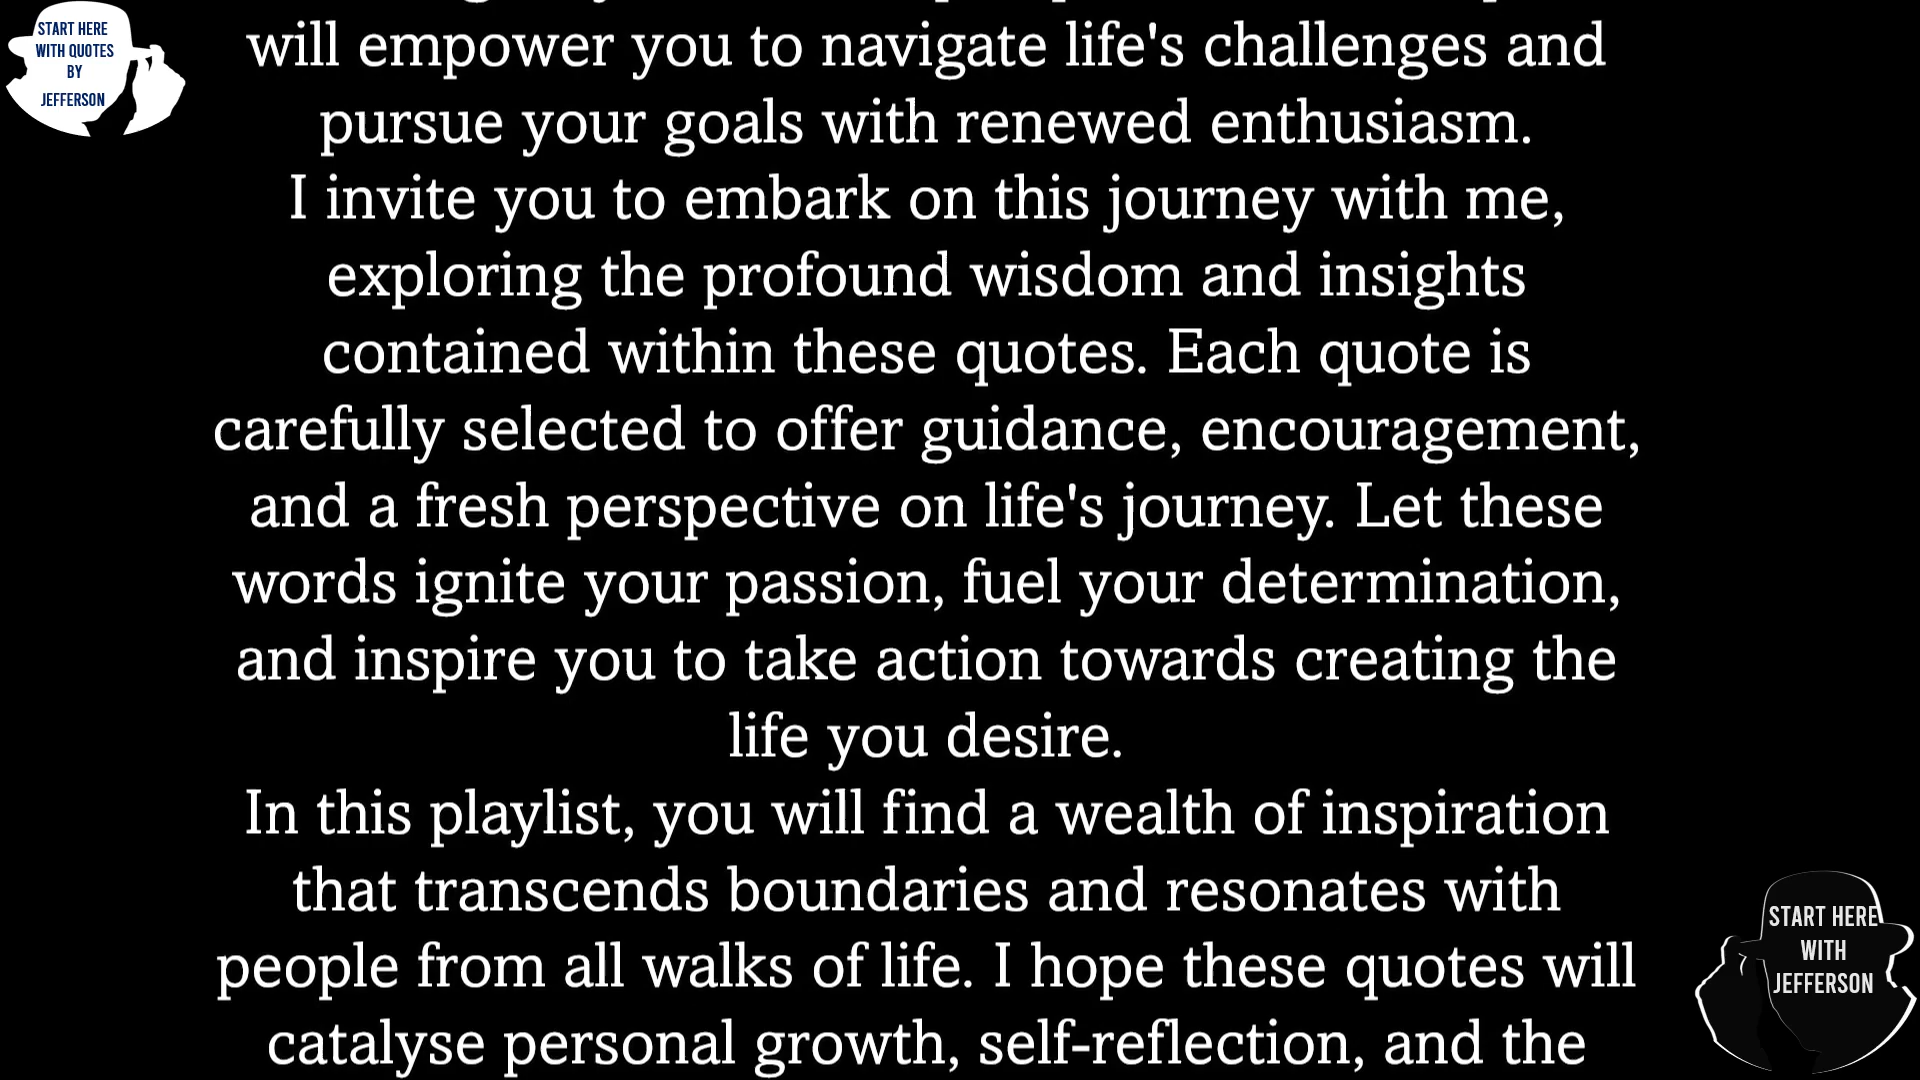 START HERE
WITH QUOTES
BY
JEFFERSON
will empower you to navigate life's challenges and
pursue your goals with renewed enthusiasm.
I invite you to embark on this journey with me,
exploring the profound wisdom and insights
contained within these quotes. Each quote is
carefully selected to offer guidance, encouragement,
and a fresh perspective on life's journey. Let these
words ignite your passion, fuel your determination,
and inspire you to take action towards creating the
life you desire.
In this playlist, you will find a wealth of inspiration
that transcends boundaries and resonates with
people from all walks of life. I hope these quotes will
catalyse personal growth, self-reflection, and the
START HERE
WITH
JEFFERSON